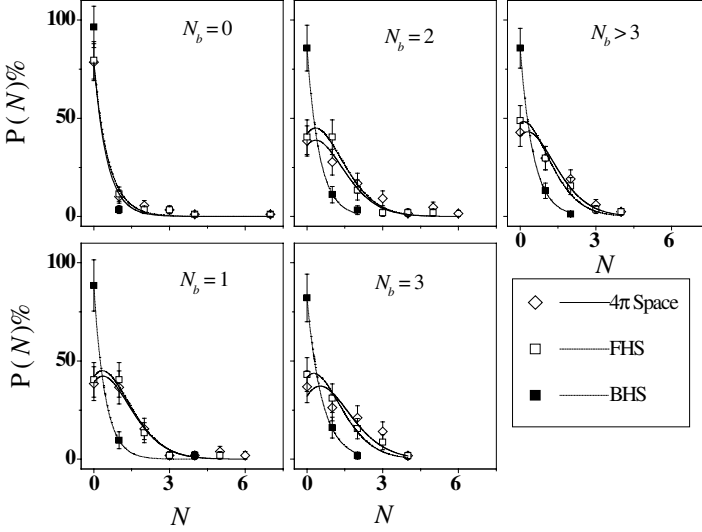 100
50
0
P(N)%
N_b = 0
N_b = 2
N_b > 3
0 3 6
N
100
50
0
P(N)%
N_b = 1
N_b = 3
0 3 6
0 3 6
N
N
4π Space
FHS
BHS